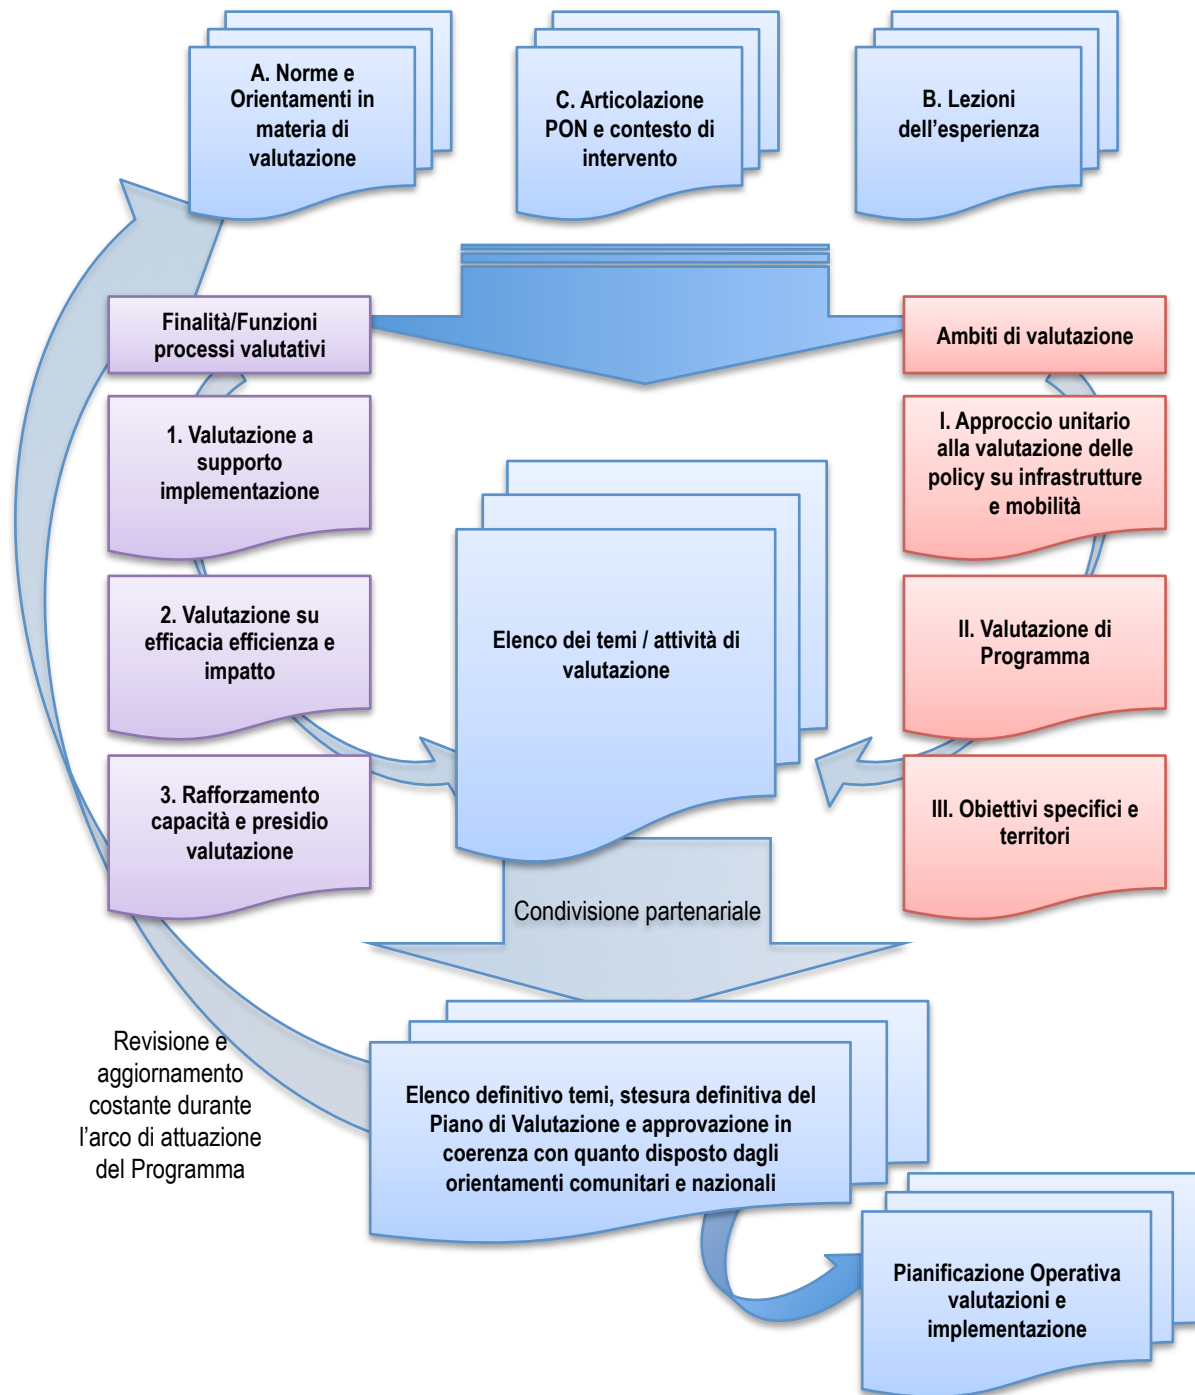 A. Norme e
Orientamenti in
materia di
valutazione
C. Articolazione
PON e contesto di
intervento
B. Lezioni
dell’esperienza
Finalità/Funzioni
processi valutativi
Ambiti di valutazione
1. Valutazione a
supporto
implementazione
I. Approccio unitario
alla valutazione delle
policy su infrastrutture
e mobilità
2. Valutazione su
efficacia efficienza e
impatto
Elenco dei temi / attività di
valutazione
II. Valutazione di
Programma
3. Rafforzamento
capacità e presidio
valutazione
III. Obiettivi specifici e
territori
Condivisione partenariale
Revisione e
aggiornamento
costante durante
l’arco di attuazione
del Programma
Elenco definitivo temi, stesura definitiva del
Piano di Valutazione e approvazione in
coerenza con quanto disposto dagli
orientamenti comunitari e nazionali
Pianificazione Operativa
valutazioni e
implementazione